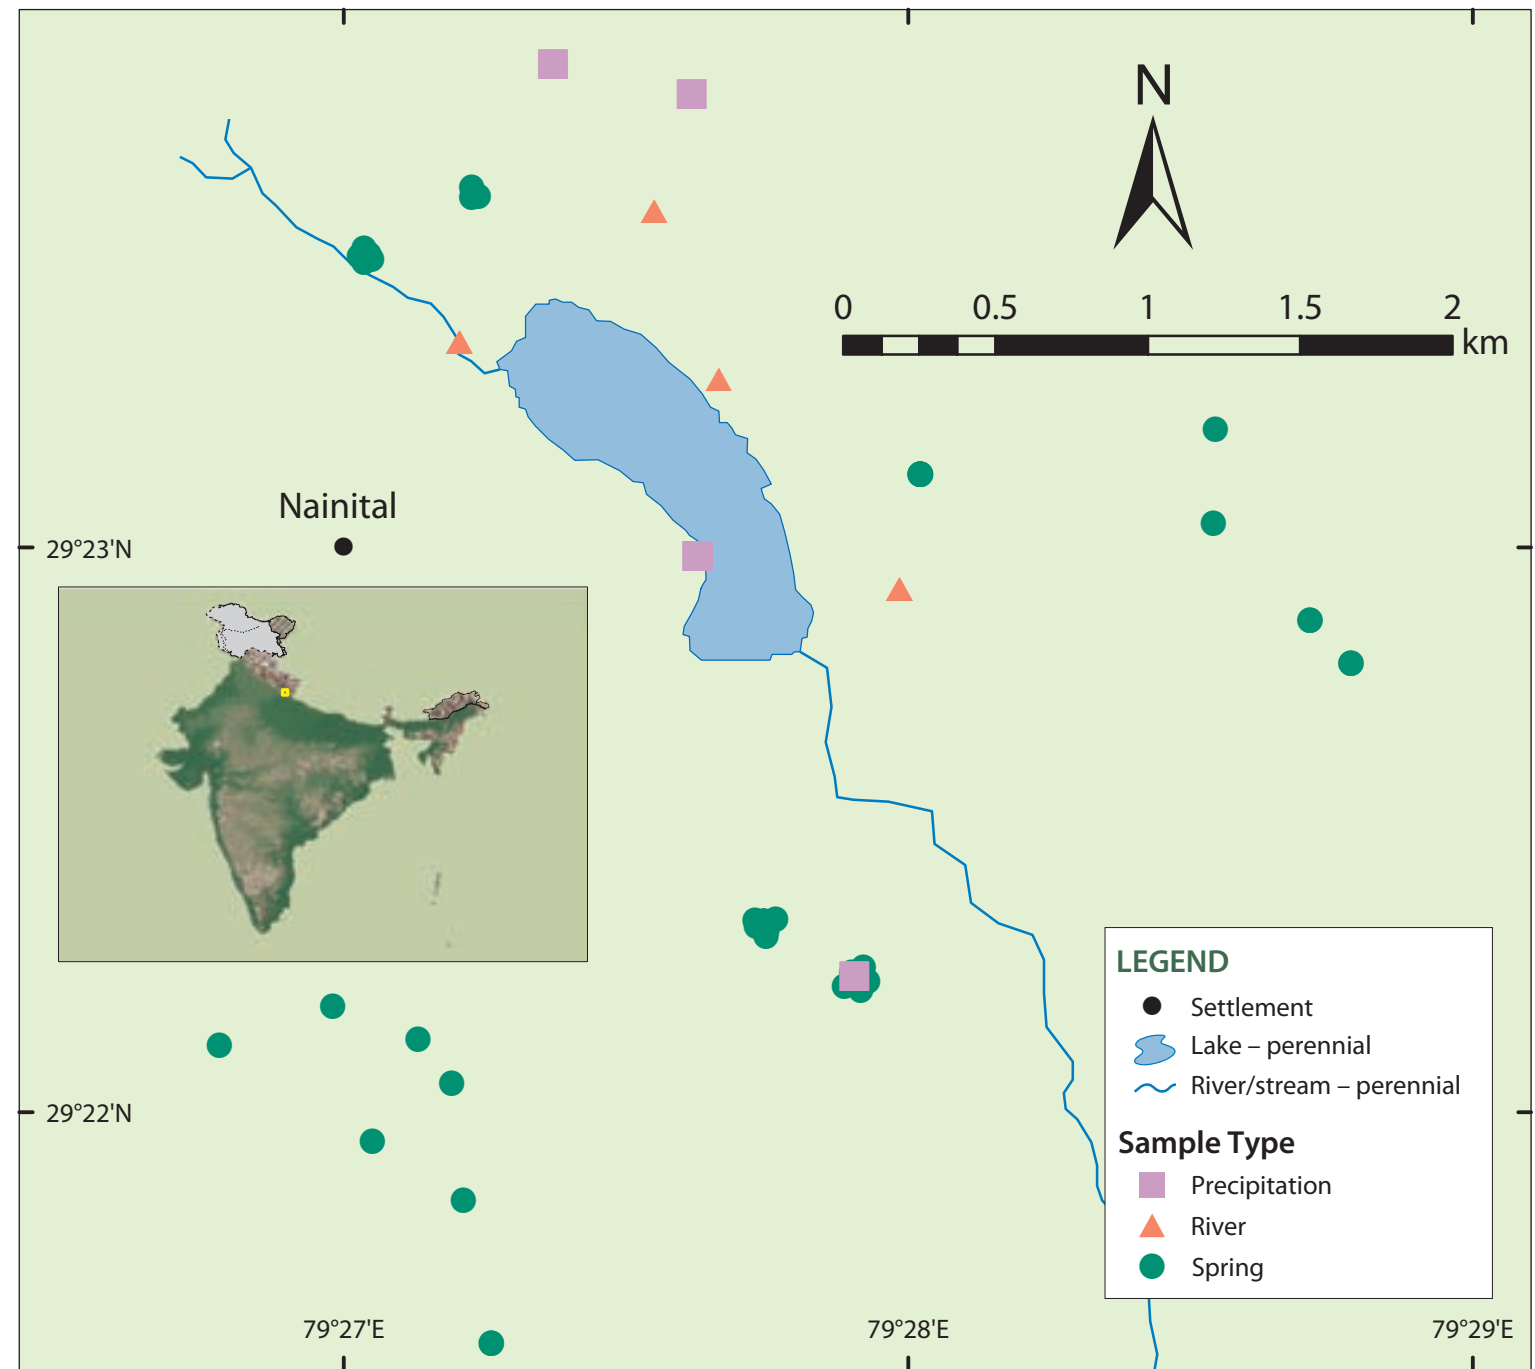 N
0 0.5 1 1.5 2
km
Nainital
29°23'N
29°22'N
LEGEND
Settlement
Lake – perennial
River/stream – perennial
Sample Type
Precipitation
River
Spring
79°27'E 79°28'E 79°29'E